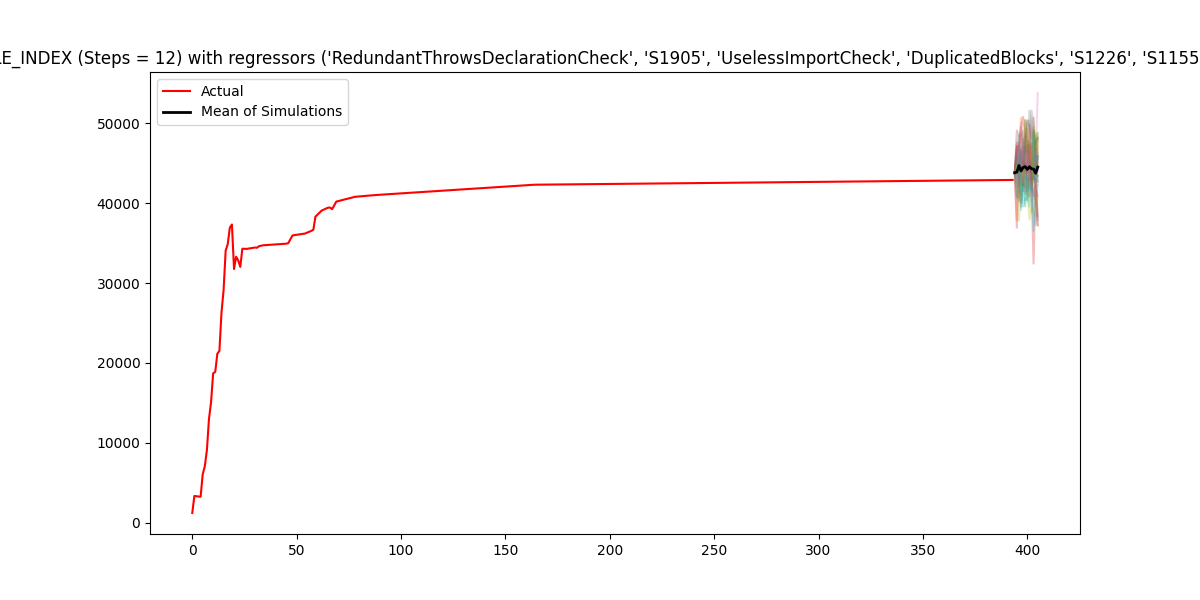 E_INDEX (Steps = 12) with regressors ('RedundantThrowsDeclarationCheck', 'S1905', 'UselessImportCheck', 'DuplicatedBlocks', 'S1226', 'S1155
Actual
Mean of Simulations
50000
40000
30000
20000
10000
0
0 50 100 150 200 250 300 350 400